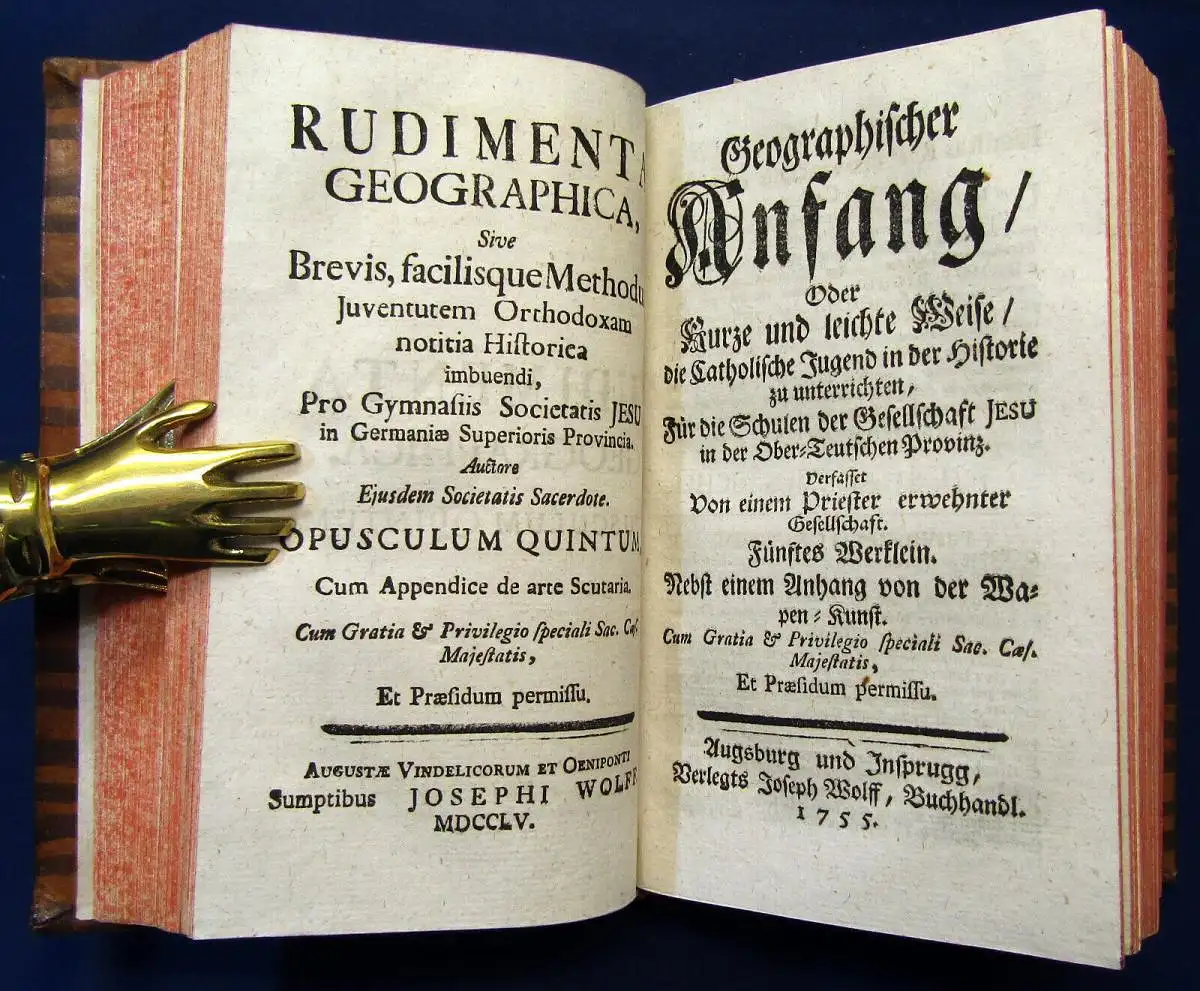 RUDIMENTA
GEOGRAPHICA,
Sive
Brevis, facilisque Methodu
Juventutem Orthodoxam
notitia Hiſtorica
imbuendi,
Pro Gymnaſiis Societatis JESU
in Germaniæ Superioris Provincia.
Auctore
Ejusdem Societatis Sacerdote.
OPUSCULUM QUINTUM,
Cum Appendice de arte Scutaria.
Cum Gratia & Privilegio ſpeciali Sac. Cæſ.
Majeſtatis,
Et Præſidum permiſſu.
AUGUSTÆ VINDELICORUM ET OENIPONTI
Sumptibus JOSEPHI WOLFF
MDCCLV.
Geographiſcher
Anfang/
Oder
Kurze und leichte Weiſe/
die Catholiſche Jugend in der Hiſtorie
zu unterrichten,
Für die Schulen der Geſellſchaft JESU
in der Ober-Teutſchen Provinz.
Verfaſſet
Von einem Prieſter erwehnter
Geſellſchaft.
Fünftes Werklein.
Nebſt einem Anhang von der Wa-
pen-Kunſt.
Cum Gratia & Privilegio ſpeciali Sac. Cæſ.
Majeſtatis,
Et Præſidum permiſſu.
Augsburg und Inſprugg,
Verlegts Joſeph Wolff, Buchhandl.
1755.